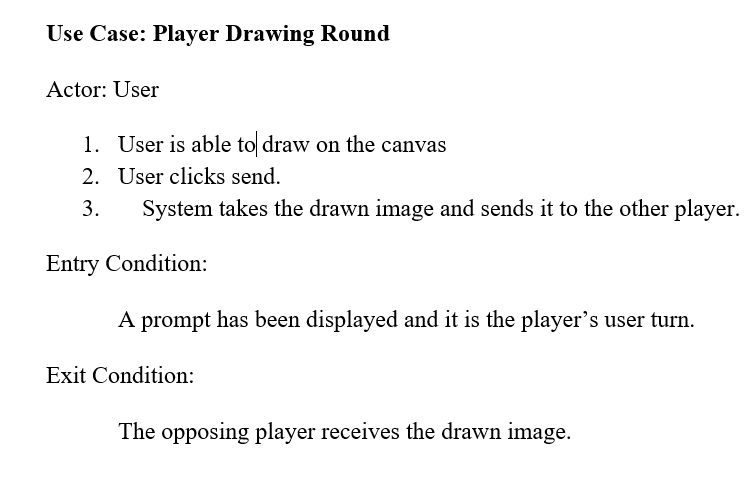 Use Case: Player Drawing Round
Actor: User
1. User is able to draw on the canvas
2. User clicks send.
3. System takes the drawn image and sends it to the other player.
Entry Condition:
A prompt has been displayed and it is the player’s user turn.
Exit Condition:
The opposing player receives the drawn image.